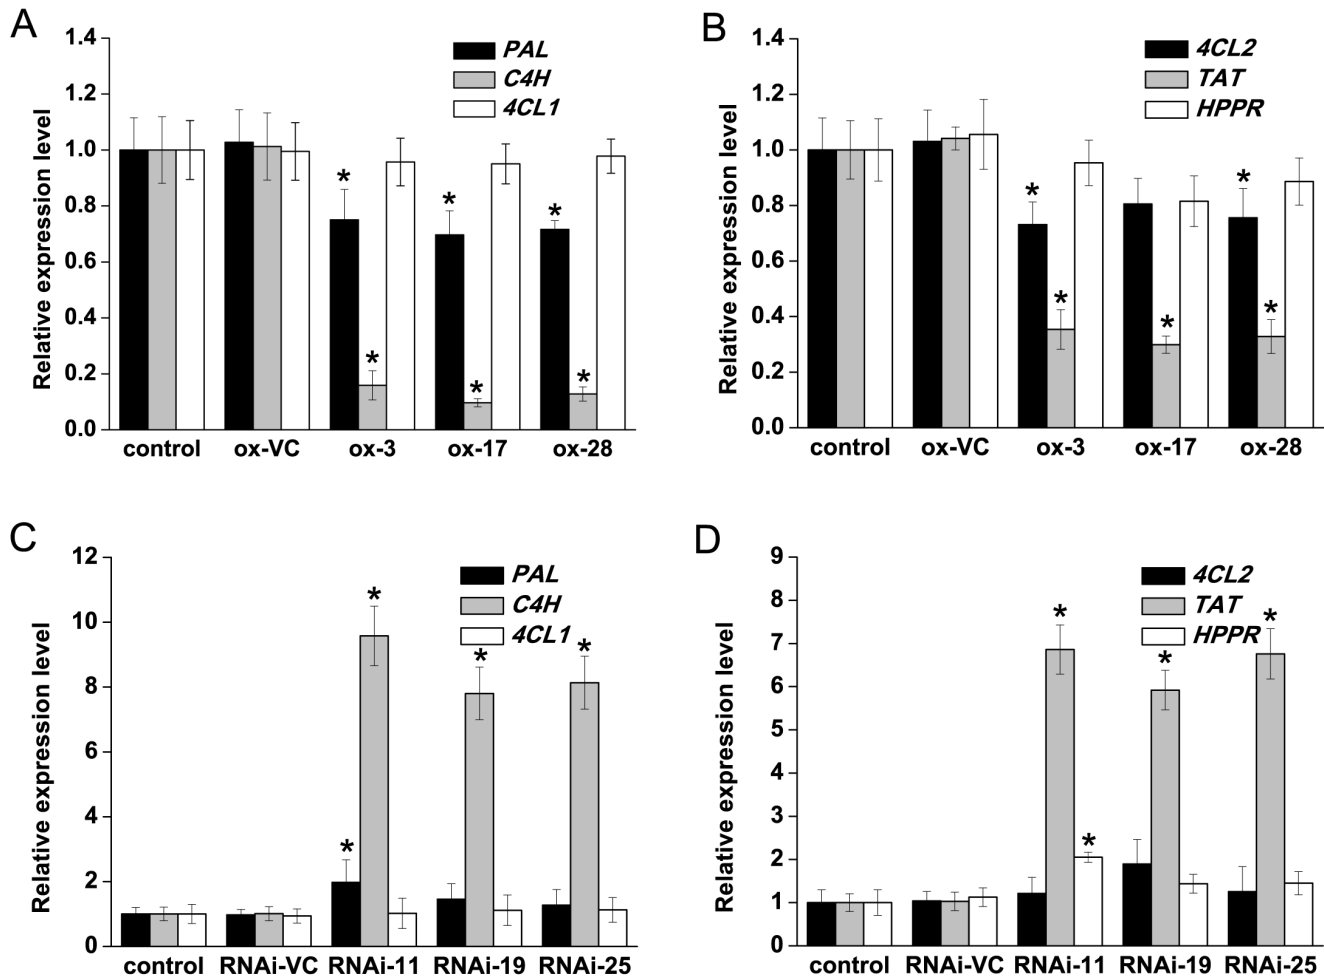 A
Relative expression level
1.4
1.2
1.0
0.8
0.6
0.4
0.2
0.0
PAL
C4H
4CL1
* * * * * *
control ox-VC ox-3 ox-17 ox-28
B
Relative expression level
1.4
1.2
1.0
0.8
0.6
0.4
0.2
0.0
4CL2
TAT
HPPR
* * * * *
control ox-VC ox-3 ox-17 ox-28
C
Relative expression level
12
10
8
6
4
2
0
PAL
C4H
4CL1
* * * *
control RNAi-VC RNAi-11 RNAi-19 RNAi-25
D
Relative expression level
9
8
7
6
5
4
3
2
1
0
4CL2
TAT
HPPR
* * * *
control RNAi-VC RNAi-11 RNAi-19 RNAi-25